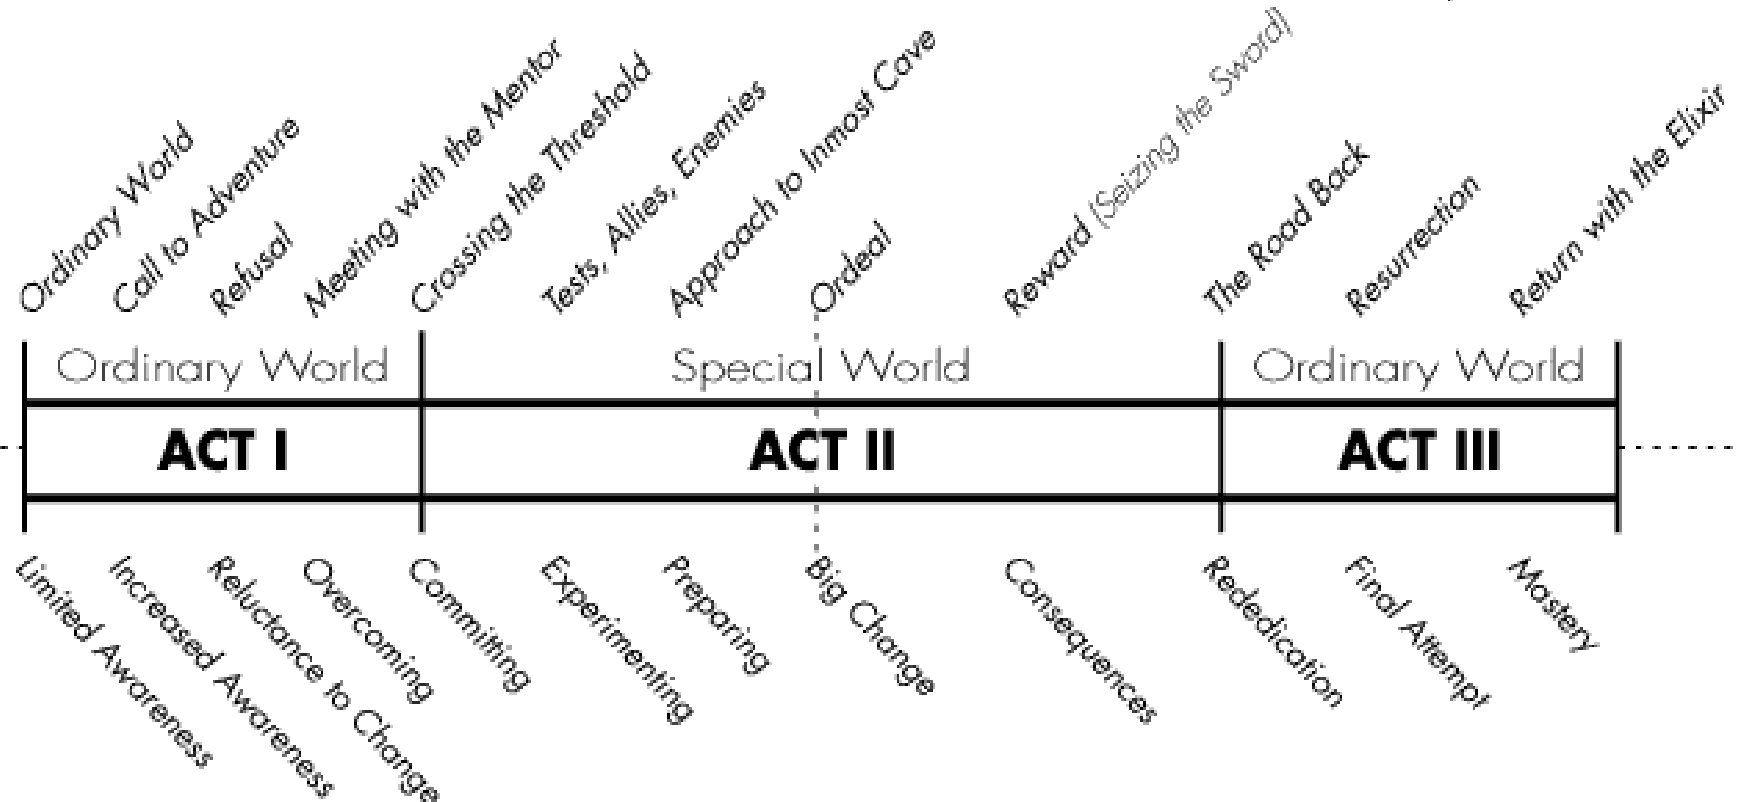 Ordinary World
Call to Adventure
Refusal
Meeting with the Mentor
Crossing the Threshold
Tests, Allies, Enemies
Approach to Inmost Cave
Ordeal
Reward (Seizing the Sword)
The Road Back
Resurrection
Return with the Elixir
Ordinary World
Special World
Ordinary World
ACT I
ACT II
ACT III
Limited Awareness
Increased Awareness
Reluctance to Change
Overcoming
Committing
Experimenting
Preparing
Big Change
Consequences
Rededication
Final Attempt
Mastery